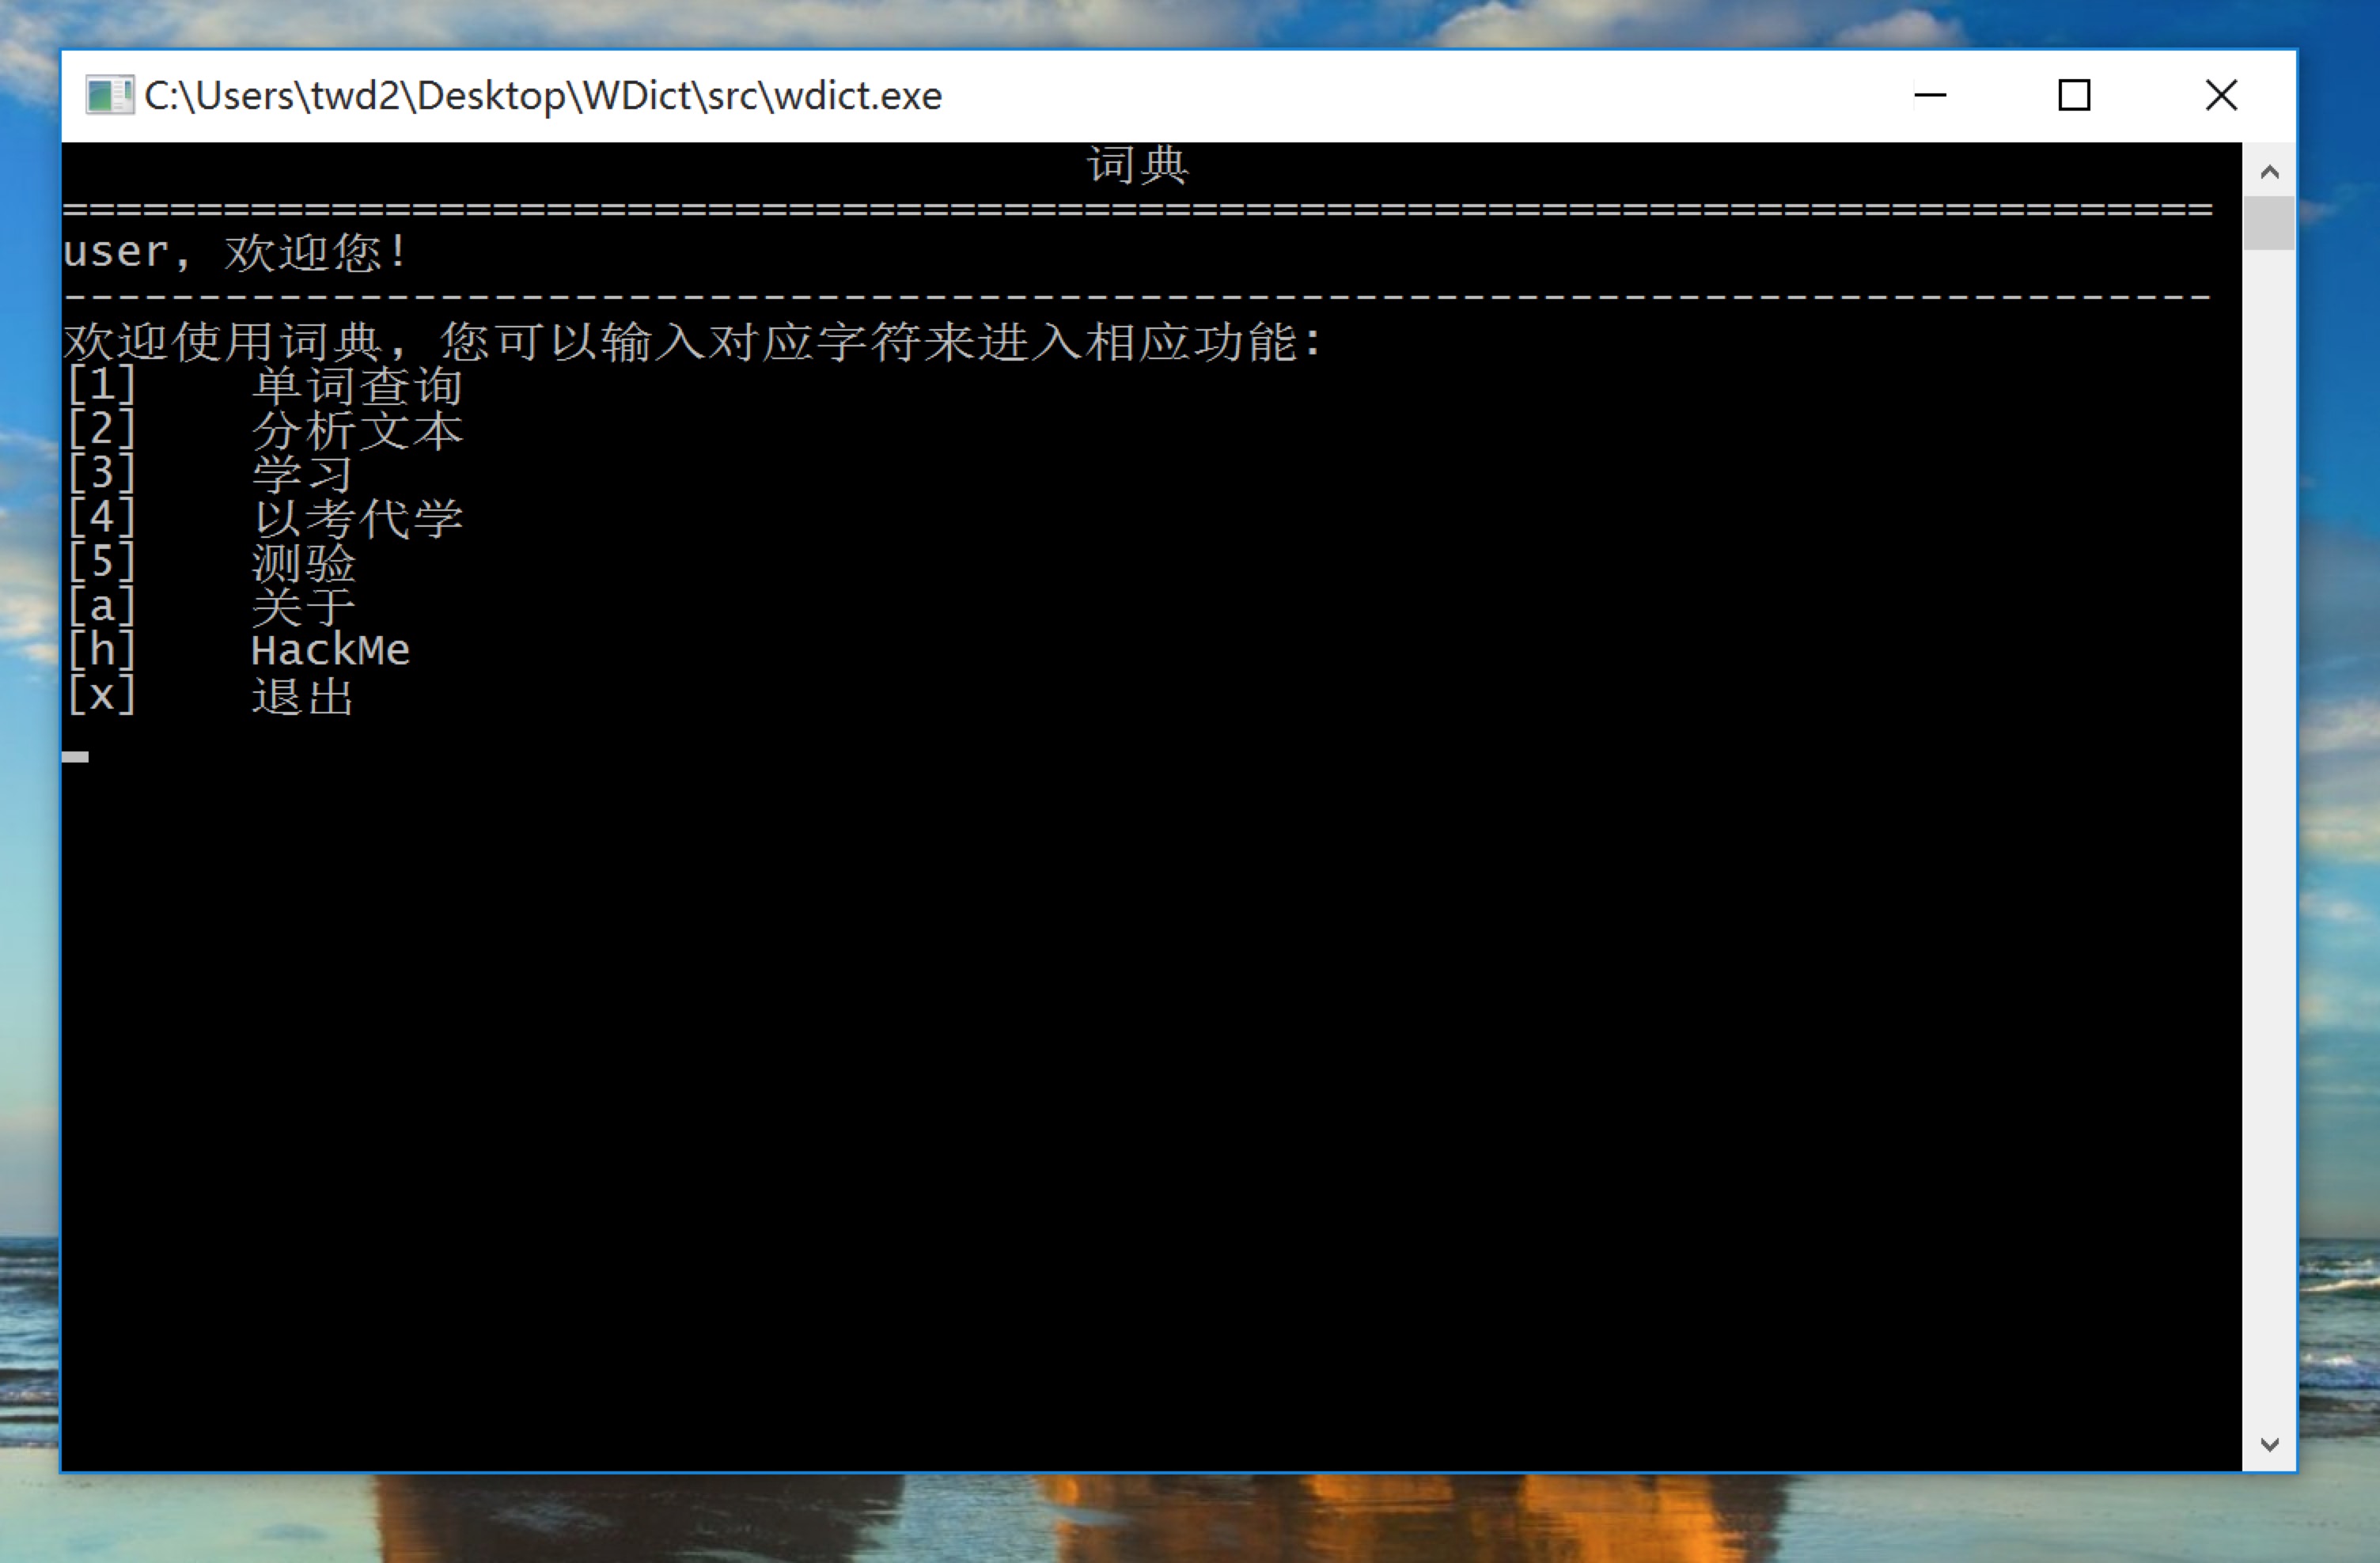 C:\Users\twd2\Desktop\WDict\src\wdict.exe
词典
================================================================================
user，欢迎您！
--------------------------------------------------------------------------------
欢迎使用词典，您可以输入对应字符来进入相应功能：
[1]    单词查询
[2]    分析文本
[3]    学习
[4]    以考代学
[5]    测验
[a]    关于
[h]    HackMe
[x]    退出